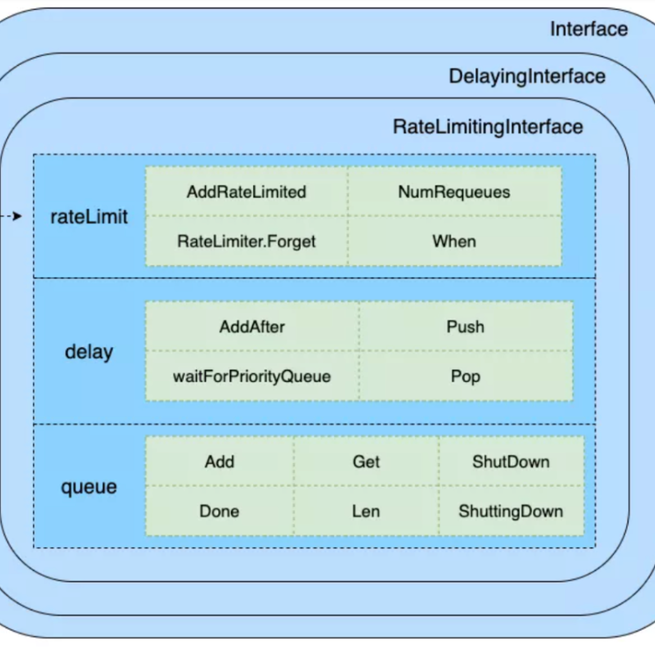 Interface
DelayingInterface
RateLimitingInterface
rateLimit
AddRateLimited NumRequeues
RateLimiter.Forget When
delay
AddAfter Push
waitForPriorityQueue Pop
queue
Add Get ShutDown
Done Len ShuttingDown